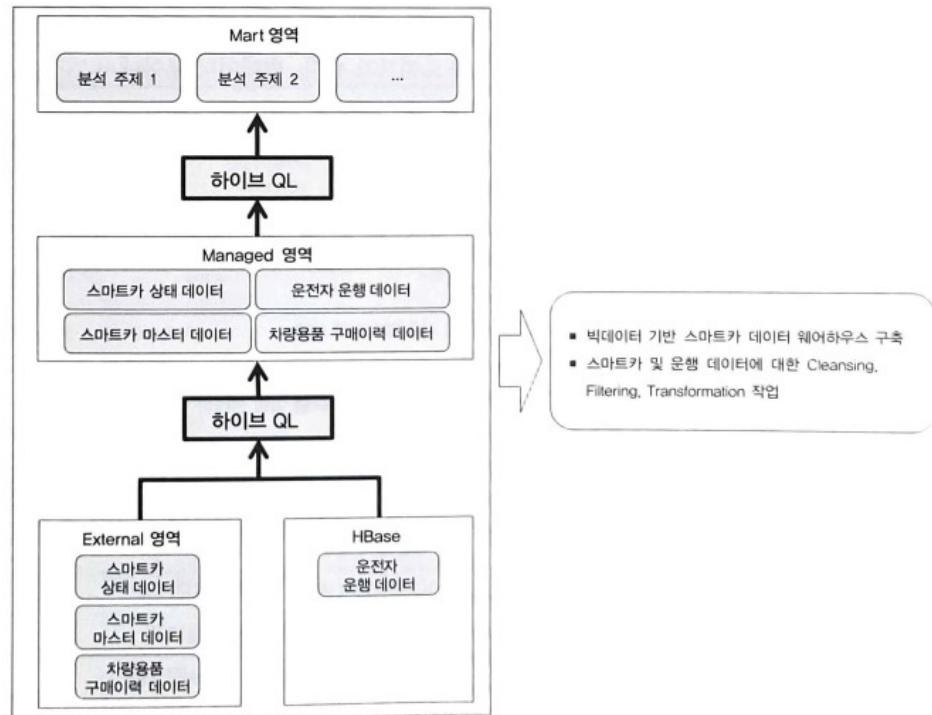 Mart 영역
분석 주제 1
분석 주제 2
...
하이브 QL
Managed 영역
스마트카 상태 데이터
운전자 운행 데이터
스마트카 마스터 데이터
차량용품 구매이력 데이터
▪ 빅데이터 기반 스마트카 데이터 웨어하우스 구축
▪ 스마트카 및 운행 데이터에 대한 Cleansing,
Filtering, Transformation 작업
하이브 QL
External 영역
스마트카
상태 데이터
스마트카
마스터 데이터
차량용품
구매이력 데이터
HBase
운전자
운행 데이터